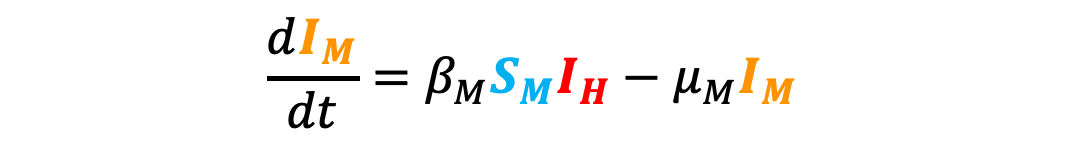 dI_M/dt = β_M S_M I_H − μ_M I_M